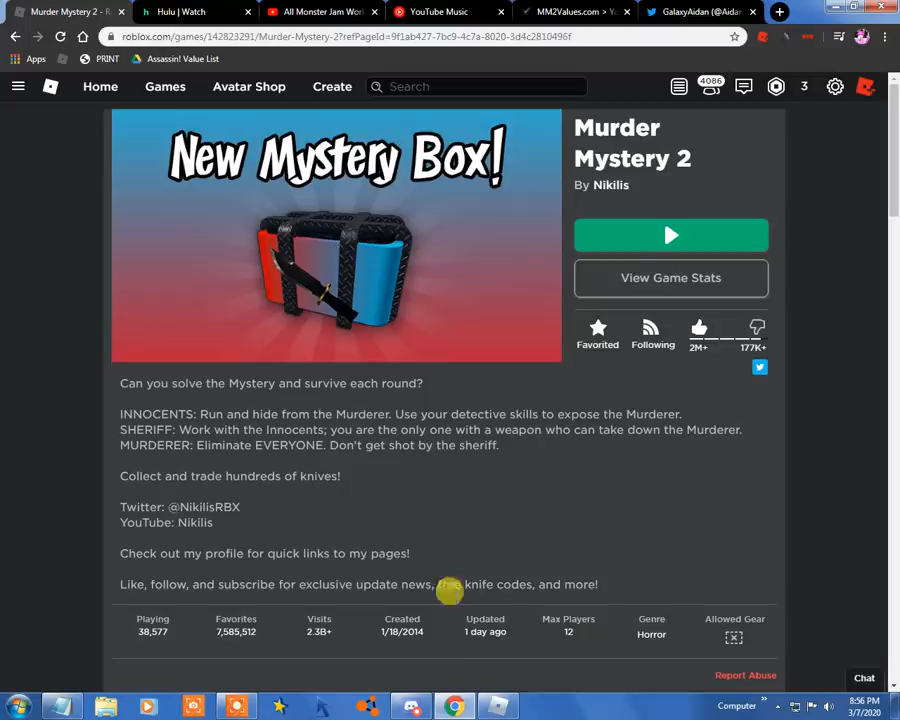 Murder Mystery 2 - R
Hulu | Watch
All Monster Jam Worl
YouTube Music
MM2Values.com > Yo
GalaxyAidan (@Aidan
roblox.com/games/142823291/Murder-Mystery-2?refPageId=9f1ab427-7bc9-4c7a-8020-3d4c2810496f
Apps
PRINT
Assassin! Value List
Home
Games
Avatar Shop
Create
Search
4086
3
New Mystery Box!
Murder
Mystery 2
By Nikilis
View Game Stats
Favorited
Following
2M+
177K+
Can you solve the Mystery and survive each round?
INNOCENTS: Run and hide from the Murderer. Use your detective skills to expose the Murderer.
SHERIFF: Work with the Innocents; you are the only one with a weapon who can take down the Murderer.
MURDERER: Eliminate EVERYONE. Don't get shot by the sheriff.
Collect and trade hundreds of knives!
Twitter: @NikilisRBX
YouTube: Nikilis
Check out my profile for quick links to my pages!
Like, follow, and subscribe for exclusive update news, free knife codes, and more!
Playing
Favorites
Visits
Created
Updated
Max Players
Genre
Allowed Gear
38,577
7,585,512
2.3B+
1/18/2014
1 day ago
12
Horror
Report Abuse
Chat
Computer
8:56 PM
3/7/2020